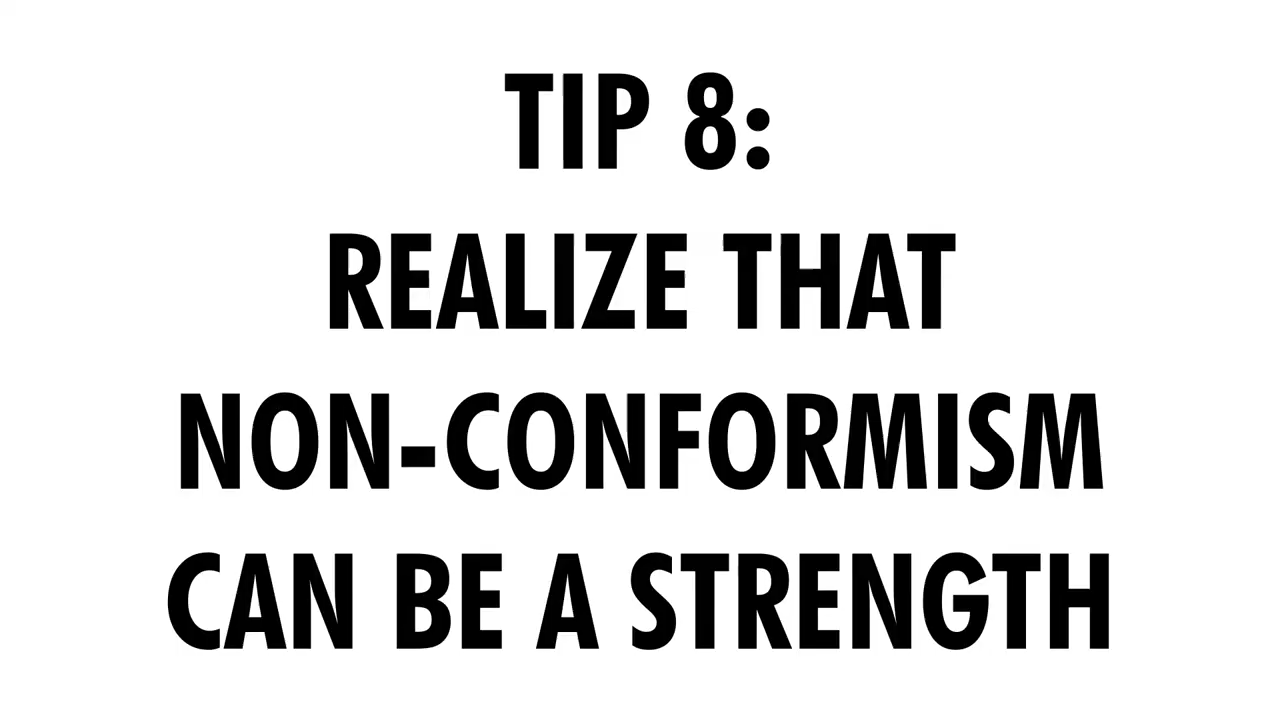 TIP 8:
REALIZE THAT
NON-CONFORMISM
CAN BE A STRENGTH